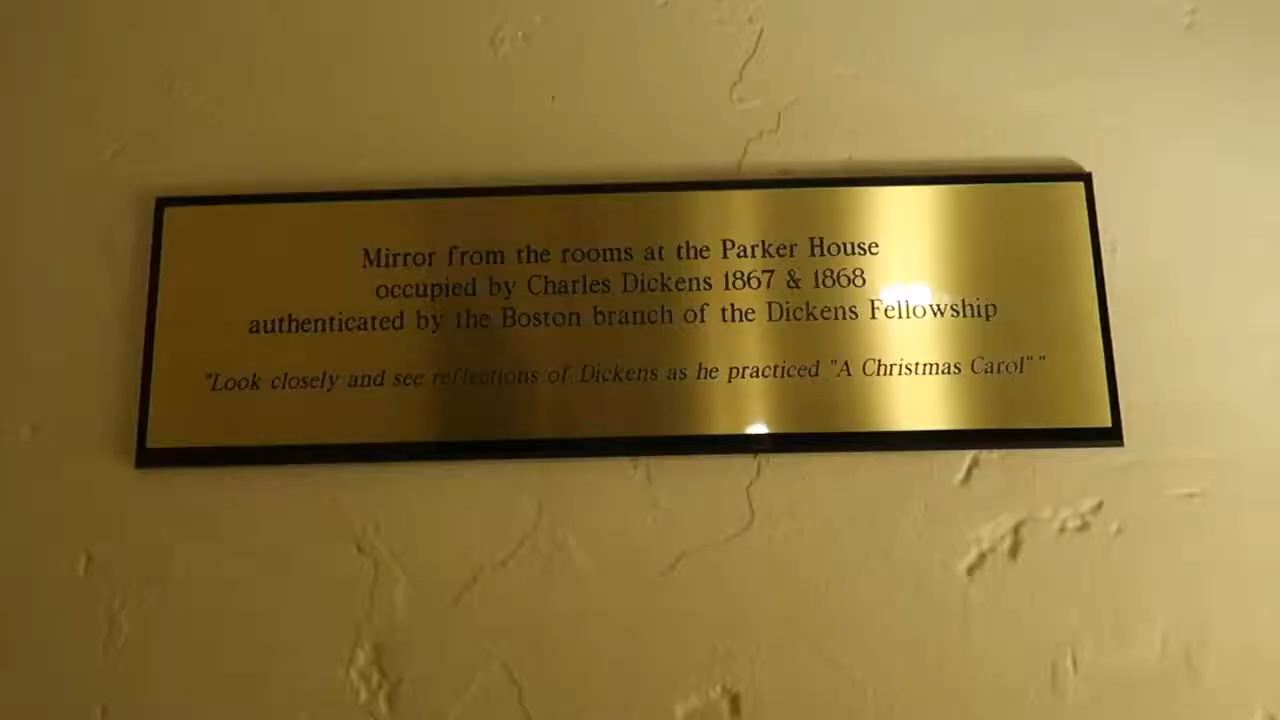 Mirror from the rooms at the Parker House
occupied by Charles Dickens 1867 & 1868
authenticated by the Boston branch of the Dickens Fellowship
"Look closely and see reflections of Dickens as he practiced "A Christmas Carol" "